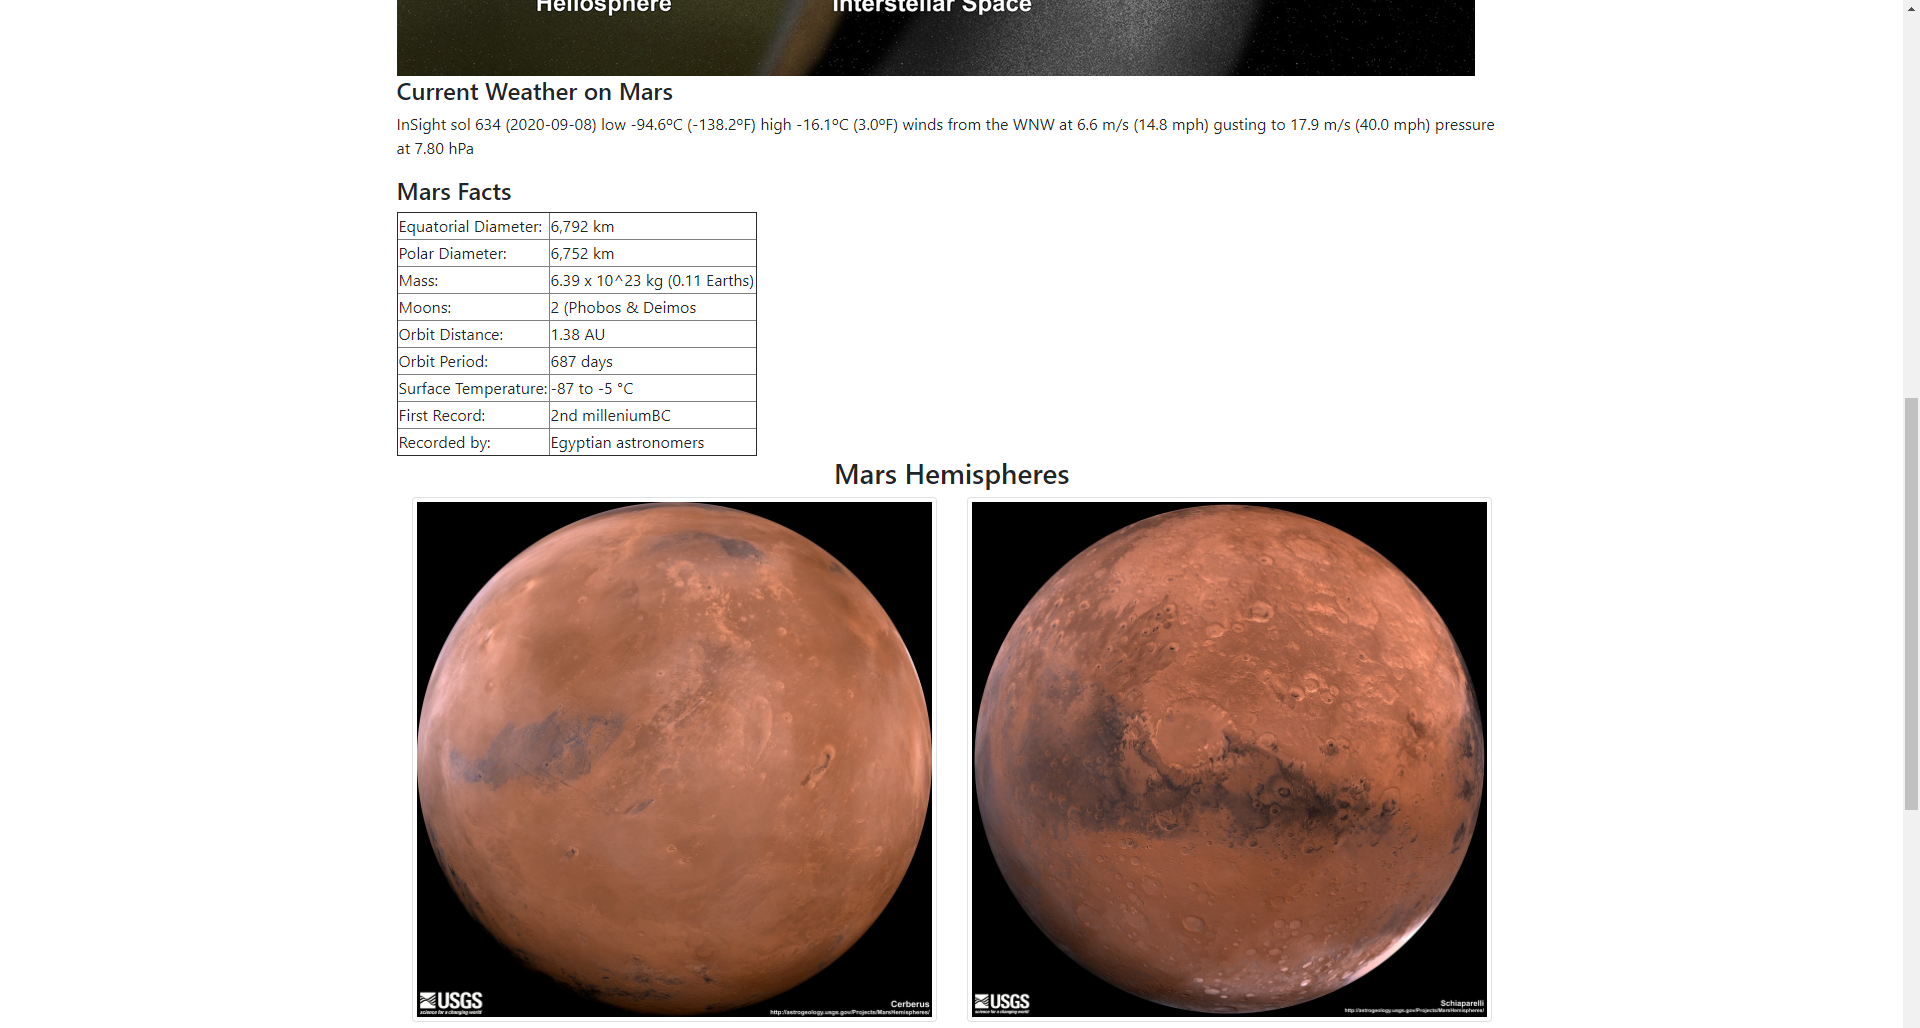 Heliosphere Interstellar Space
Current Weather on Mars
InSight sol 634 (2020-09-08) low -94.6ºC (-138.2ºF) high -16.1ºC (3.0ºF) winds from the WNW at 6.6 m/s (14.8 mph) gusting to 17.9 m/s (40.0 mph) pressure
at 7.80 hPa
Mars Facts
Equatorial Diameter: 6,792 km
Polar Diameter: 6,752 km
Mass: 6.39 x 10^23 kg (0.11 Earths)
Moons: 2 (Phobos & Deimos
Orbit Distance: 1.38 AU
Orbit Period: 687 days
Surface Temperature: -87 to -5 °C
First Record: 2nd milleniumBC
Recorded by: Egyptian astronomers
Mars Hemispheres
USGS
science for a changing world
Cerberus
http://astrogeology.usgs.gov/Projects/MarsHemispheres/
USGS
science for a changing world
Schiaparelli
http://astrogeology.usgs.gov/Projects/MarsHemispheres/